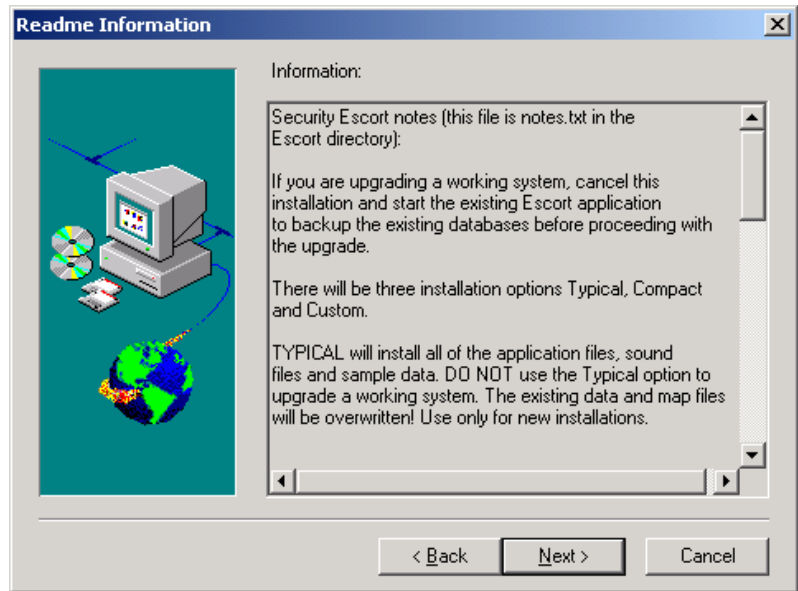 Readme Information
Information:
Security Escort notes (this file is notes.txt in the
Escort directory):
If you are upgrading a working system, cancel this
installation and start the existing Escort application
to backup the existing databases before proceeding with
the upgrade.
There will be three installation options Typical, Compact
and Custom.
TYPICAL will install all of the application files, sound
files and sample data. DO NOT use the Typical option to
upgrade a working system. The existing data and map files
will be overwritten! Use only for new installations.
< Back
Next >
Cancel